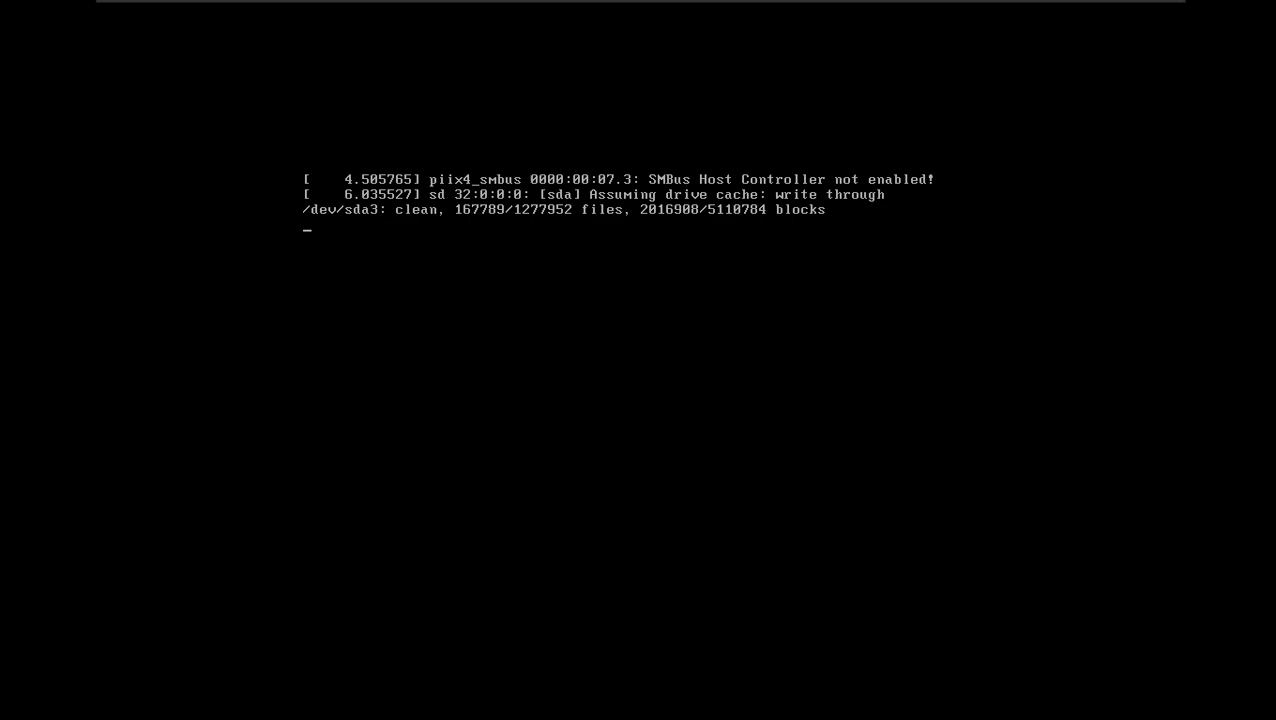 [    4.505765] piix4_smbus 0000:00:07.3: SMBus Host Controller not enabled!
[    6.035527] sd 32:0:0:0: [sda] Assuming drive cache: write through
/dev/sda3: clean, 167789/1277952 files, 2016908/5110784 blocks
_